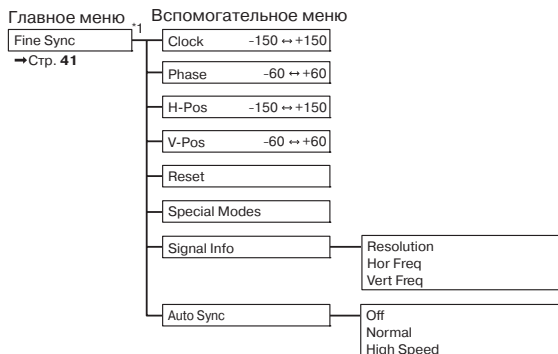 Главное меню
Вспомогательное меню
*1
Fine Sync
➞Стр. 41
Clock -150 ↔ +150
Phase -60 ↔ +60
H-Pos -150 ↔ +150
V-Pos -60 ↔ +60
Reset
Special Modes
Signal Info
Resolution
Hor Freq
Vert Freq
Auto Sync
Off
Normal
High Speed